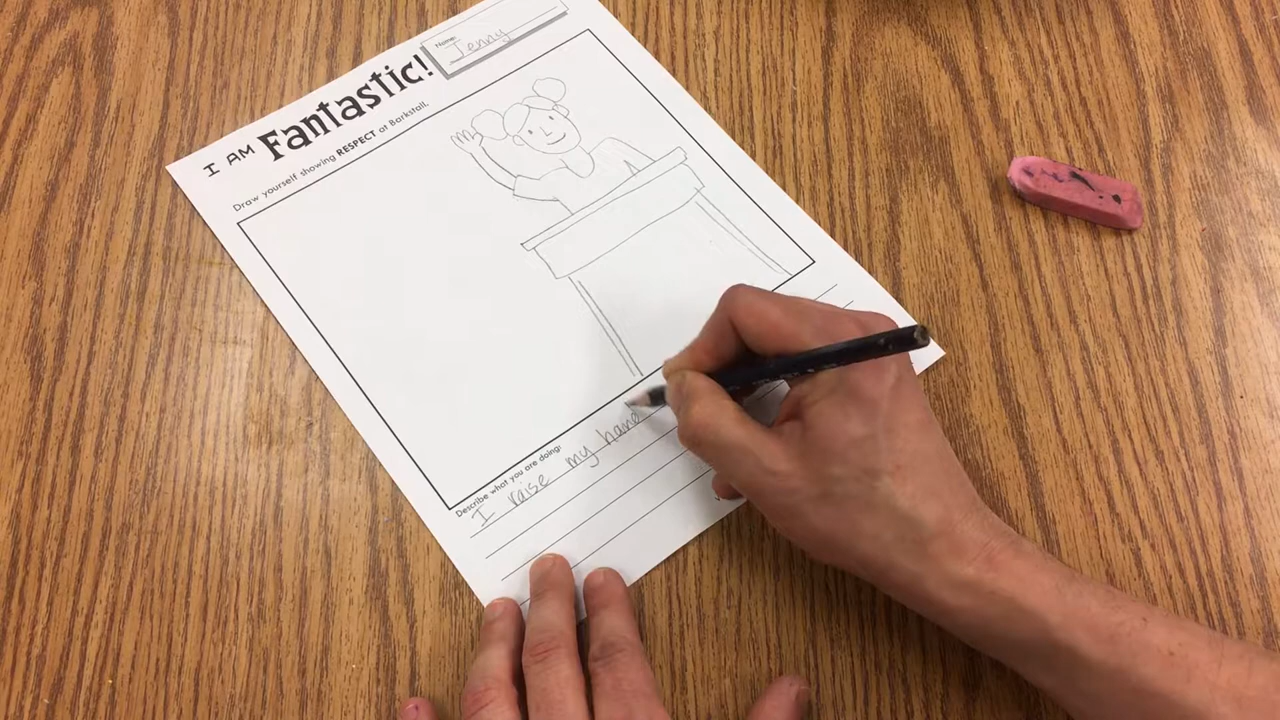 Name:
Jenny
I AM Fantastic!
Draw yourself showing RESPECT at Barkstall.
Describe what you are doing:
I raise my hand